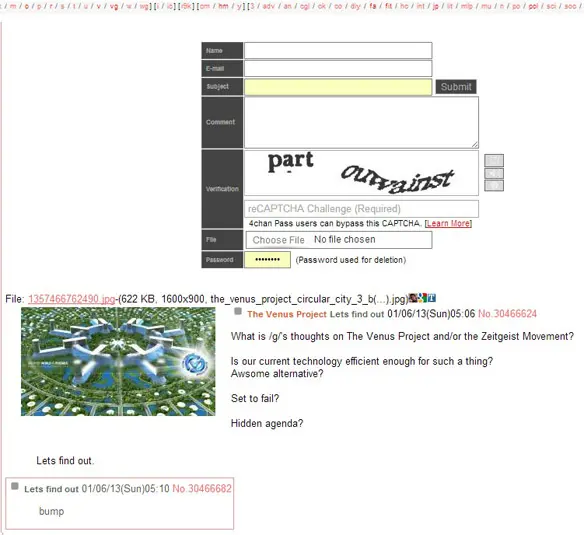 / m / o / p / r / s / t / u / v / vg / w / wg] [i / ic] [r9k] [cm / hm / y] [3 / adv / an / cgl / ck / co / diy / fa / fit / hc / int / jp / lit / mlp / mu / n / po / pol / sci / soc /
Name
E-mail
Subject
Submit
Comment
part ouwainst
Verification
reCAPTCHA Challenge (Required)
4chan Pass users can bypass this CAPTCHA. [Learn More]
File
Choose File No file chosen
Password
•••••••• (Password used for deletion)
File: 1357466762490.jpg-(622 KB, 1600x900, the_venus_project_circular_city_3_b(...).jpg)
The Venus Project Lets find out 01/06/13(Sun)05:06 No.30466624
What is /g/'s thoughts on The Venus Project and/or the Zeitgeist Movement?
Is our current technology efficient enough for such a thing?
Awsome alternative?
Set to fail?
Hidden agenda?
Lets find out.
Lets find out 01/06/13(Sun)05:10 No.30466682
bump